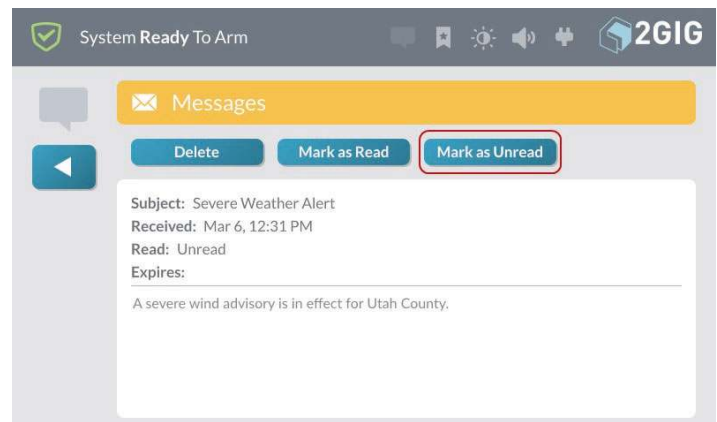 System Ready To Arm
2GIG
Messages
Delete Mark as Read Mark as Unread
Subject: Severe Weather Alert
Received: Mar 6, 12:31 PM
Read: Unread
Expires:
A severe wind advisory is in effect for Utah County.